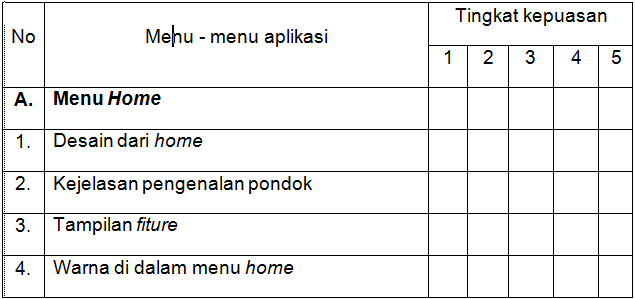 No Menu - menu aplikasi Tingkat kepuasan
1 2 3 4 5
A. Menu Home
1. Desain dari home
2. Kejelasan pengenalan pondok
3. Tampilan fiture
4. Warna di dalam menu home